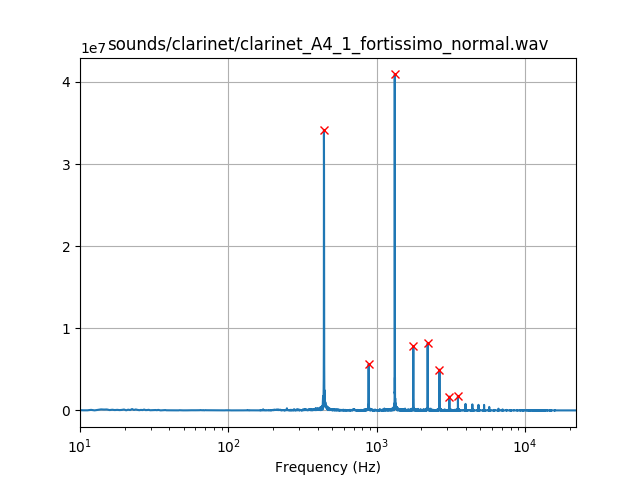 sounds/clarinet/clarinet_A4_1_fortissimo_normal.wav
1e7
4
3
2
1
0
10¹ 10² 10³ 10⁴
Frequency (Hz)